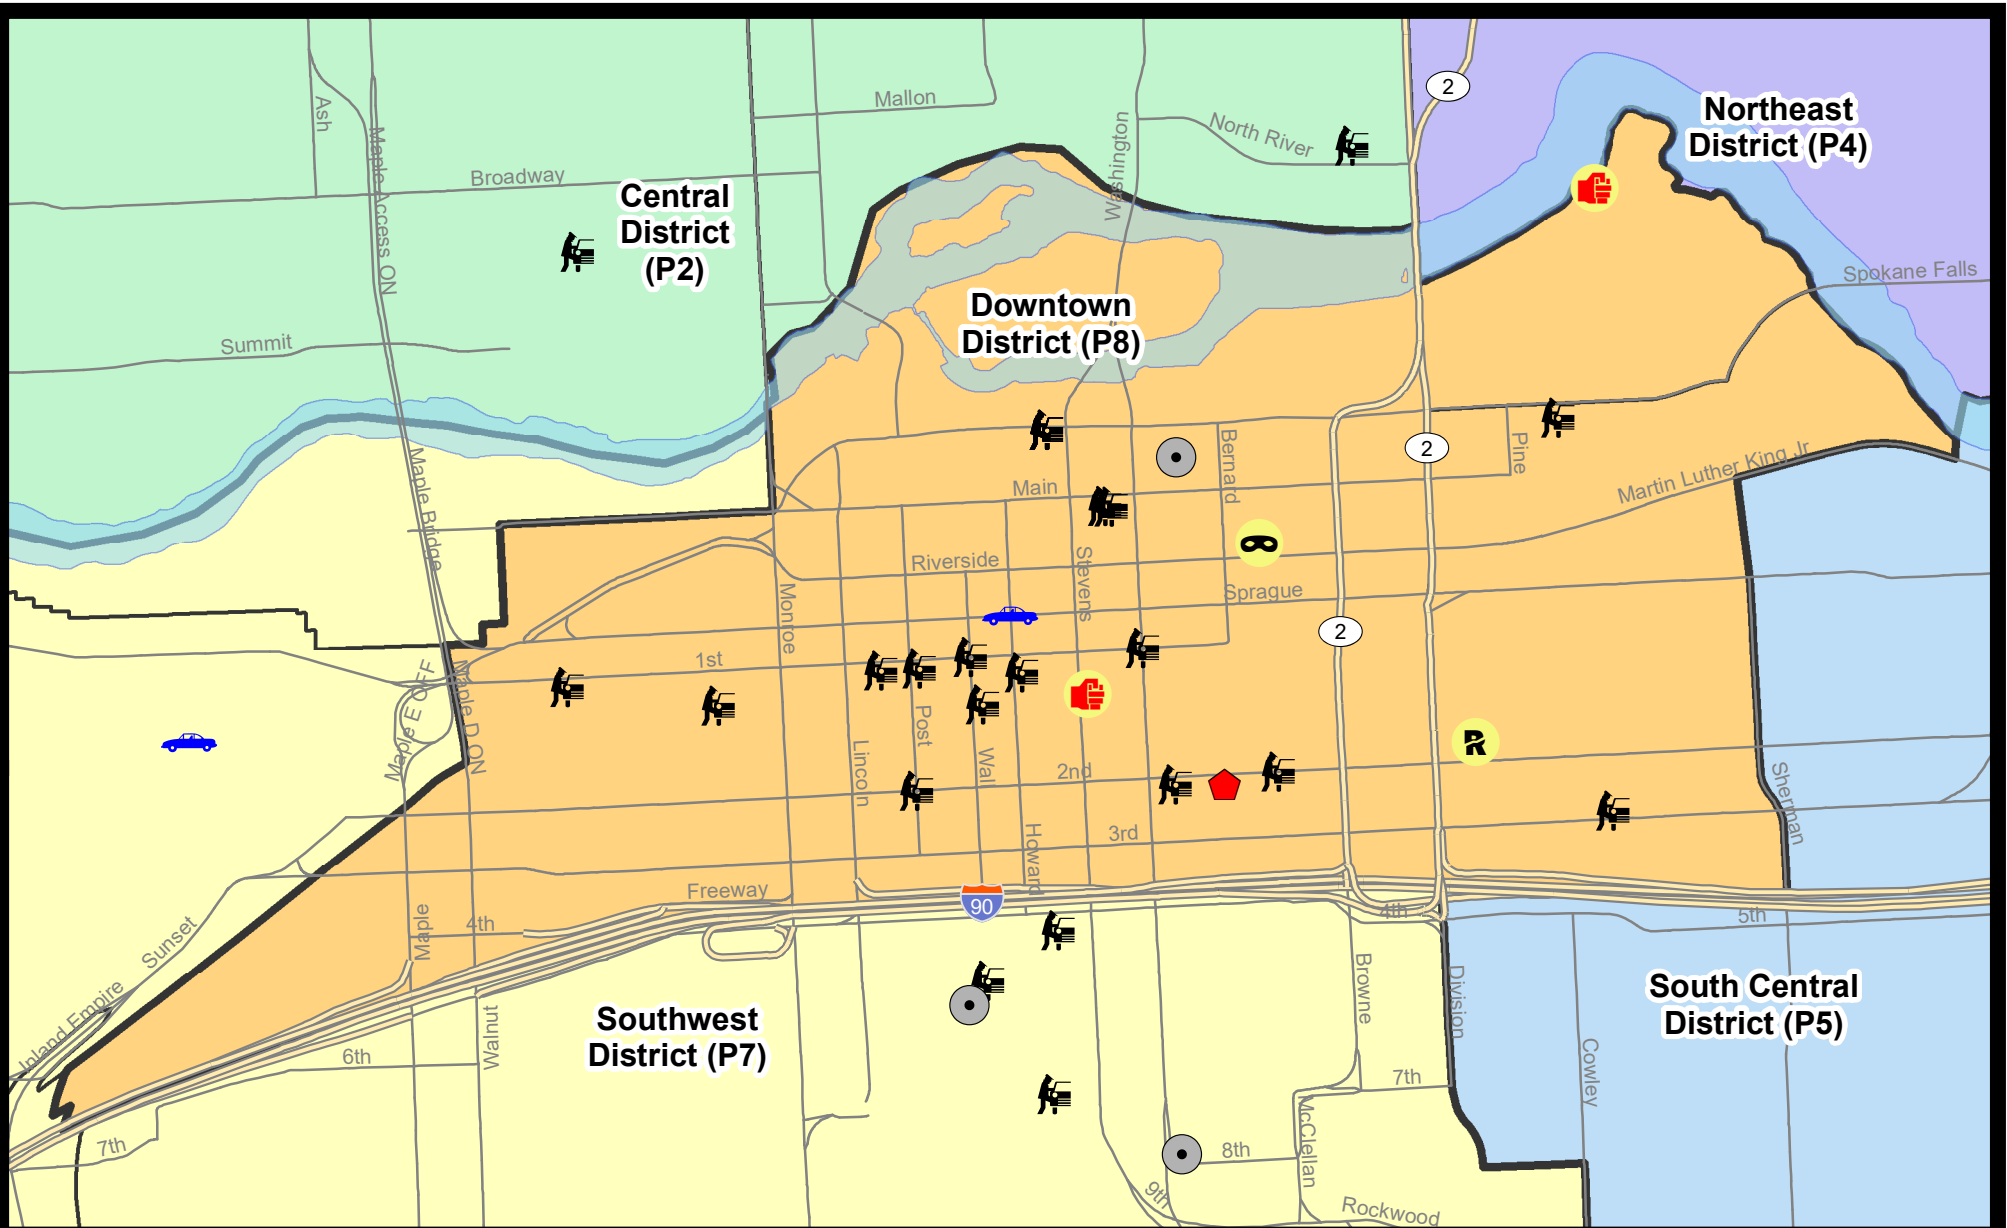 2
Northeast
District (P4)
Mallon
Ash
Washington
North River
Maple Access ON
Broadway
Central
District
(P2)
Spokane Falls
Downtown
District (P8)
Summit
2
Bernard
Pine
Martin Luther King Jr
Maple Bridge
Main
Riverside
Stevens
Sprague
Monroe
2
1st
Maple E OFF
Maple D ON
Post
Lincoln
Wall
2nd
R
Sherman
3rd
Howard
Freeway
90
4th
5th
Maple
4th
Sunset
Browne
Division
South Central
District (P5)
Inland Empire
Walnut
Southwest
District (P7)
6th
Cowley
7th
McClellan
7th
8th
9th
Rockwood